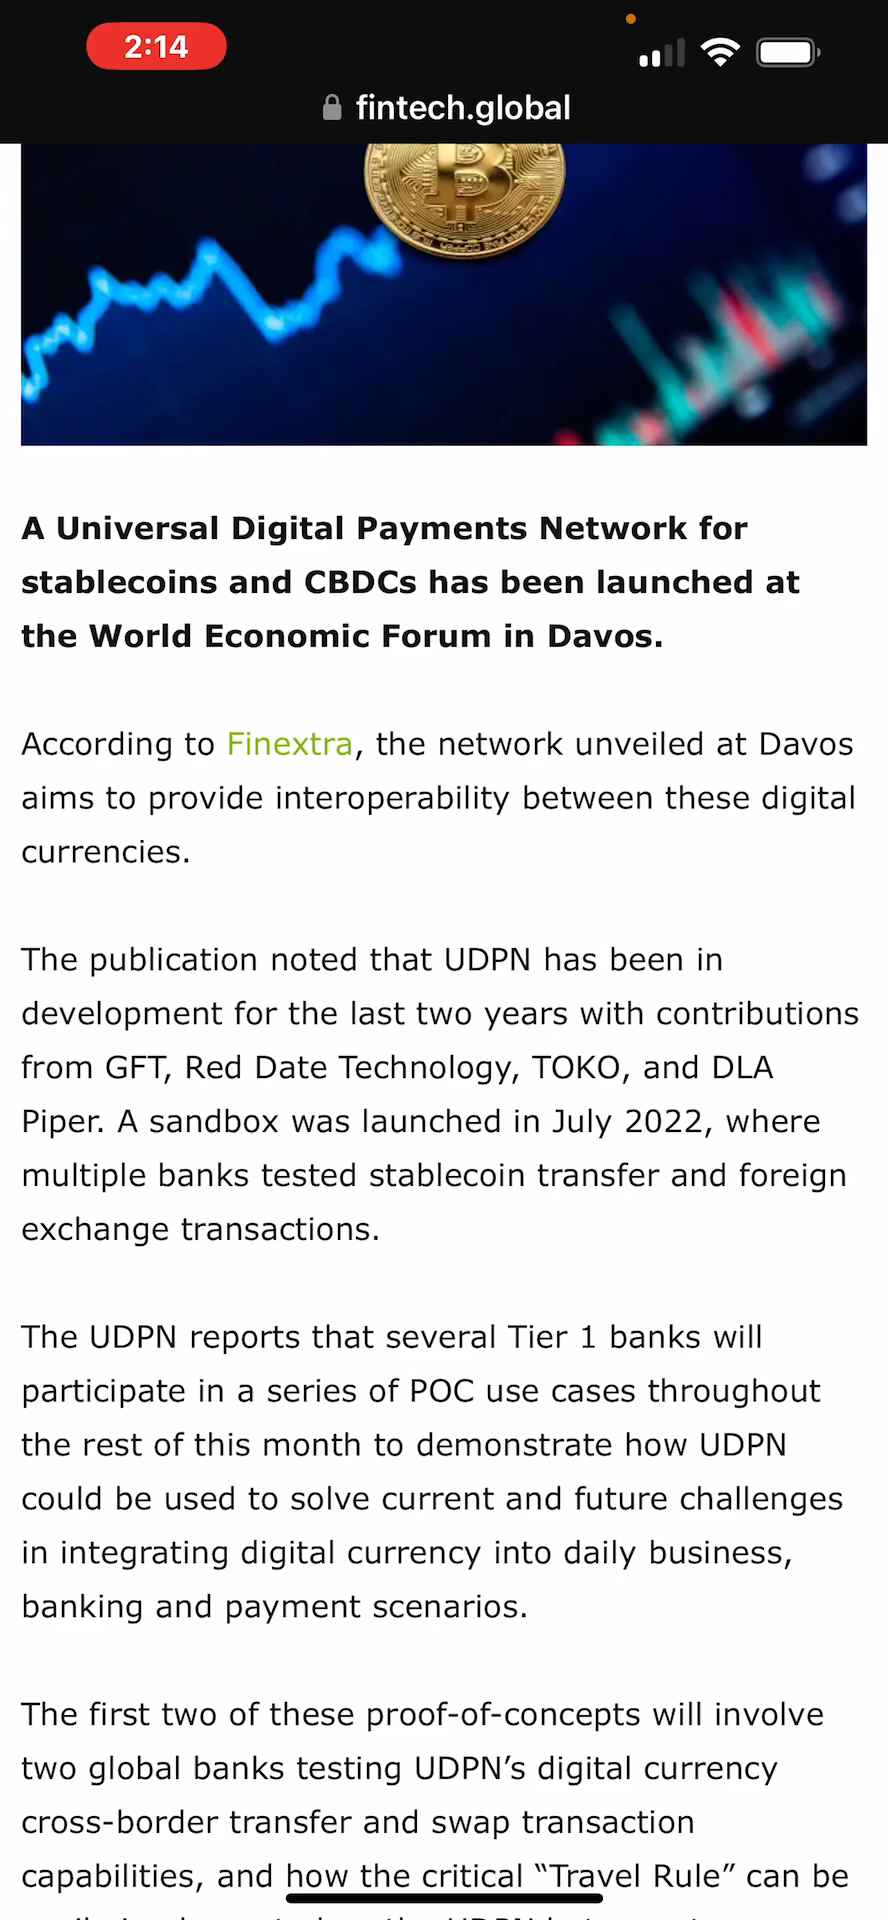 2:14
fintech.global
A Universal Digital Payments Network for
stablecoins and CBDCs has been launched at
the World Economic Forum in Davos.
According to Finextra, the network unveiled at Davos
aims to provide interoperability between these digital
currencies.
The publication noted that UDPN has been in
development for the last two years with contributions
from GFT, Red Date Technology, TOKO, and DLA
Piper. A sandbox was launched in July 2022, where
multiple banks tested stablecoin transfer and foreign
exchange transactions.
The UDPN reports that several Tier 1 banks will
participate in a series of POC use cases throughout
the rest of this month to demonstrate how UDPN
could be used to solve current and future challenges
in integrating digital currency into daily business,
banking and payment scenarios.
The first two of these proof-of-concepts will involve
two global banks testing UDPN’s digital currency
cross-border transfer and swap transaction
capabilities, and how the critical “Travel Rule” can be